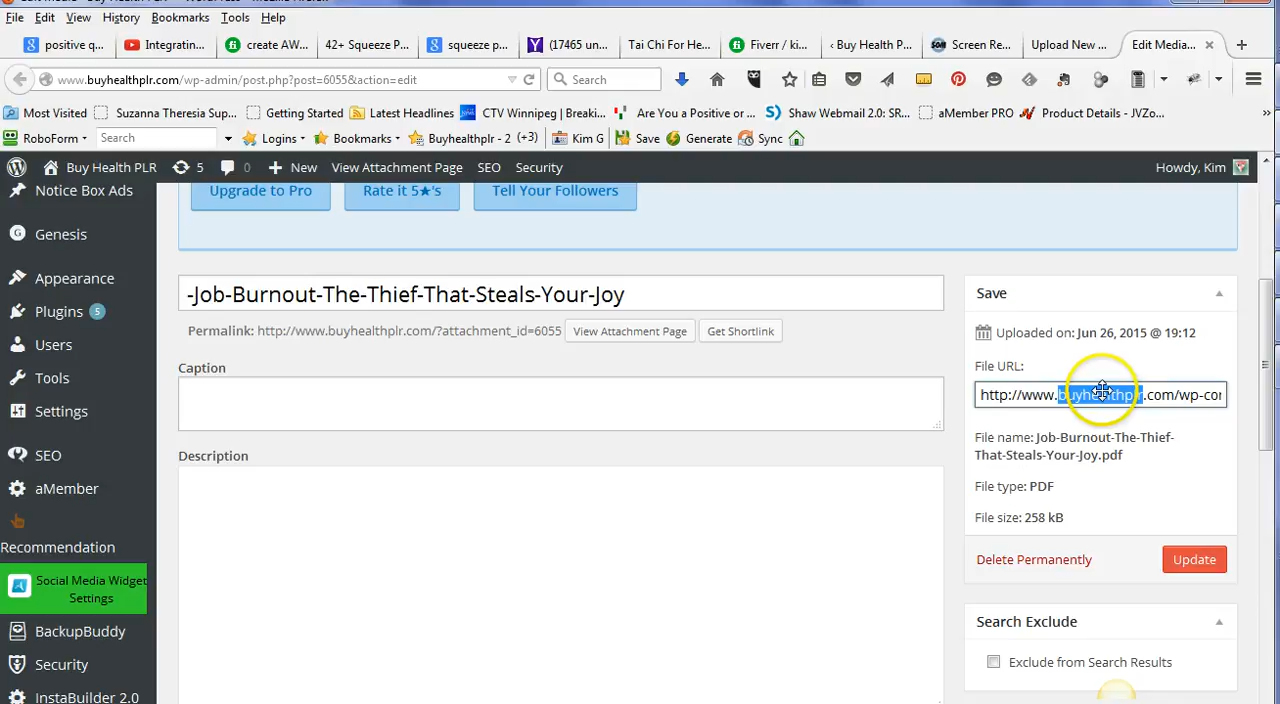 File Edit View History Bookmarks Tools Help
positive q... Integratin... create AW... 42+ Squeeze P... squeeze p... (17465 un... Tai Chi For He... Fiverr / ki... ‹ Buy Health P... Screen Re... Upload New ... Edit Media...
www.buyhealthplr.com/wp-admin/post.php?post=6055&action=edit Search
Most Visited Suzanna Theresia Sup... Getting Started Latest Headlines CTV Winnipeg | Breakin... Are You a Positive or ... Shaw Webmail 2.0: SR... aMember PRO Product Details - JVZo...
RoboForm Search Logins Bookmarks Buyhealthplr - 2 (+3) Kim G Save Generate Sync
Buy Health PLR 5 0 New View Attachment Page SEO Security Howdy, Kim
Notice Box Ads
Upgrade to Pro Rate it 5★'s Tell Your Followers
Genesis
Appearance
Plugins 5
Users
Tools
Settings
SEO
aMember
Recommendation
Social Media Widget
Settings
BackupBuddy
Security
InstaBuilder 2.0
-Job-Burnout-The-Thief-That-Steals-Your-Joy
Permalink: http://www.buyhealthplr.com/?attachment_id=6055 View Attachment Page Get Shortlink
Caption
Description
Save
Uploaded on: Jun 26, 2015 @ 19:12
File URL:
http://www.buyhealthplr.com/wp-cor
File name: Job-Burnout-The-Thief-
That-Steals-Your-Joy.pdf
File type: PDF
File size: 258 kB
Delete Permanently Update
Search Exclude
Exclude from Search Results